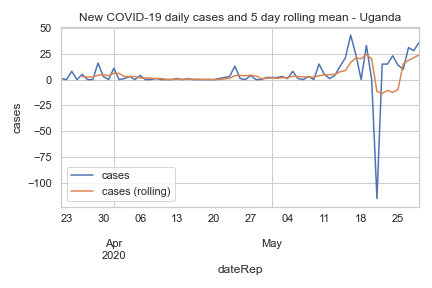 New COVID-19 daily cases and 5 day rolling mean - Uganda
50
25
0
−25
−50
−75
−100
cases
cases
cases (rolling)
23
30
06
13
20
27
04
11
18
25
Apr
2020
May
dateRep